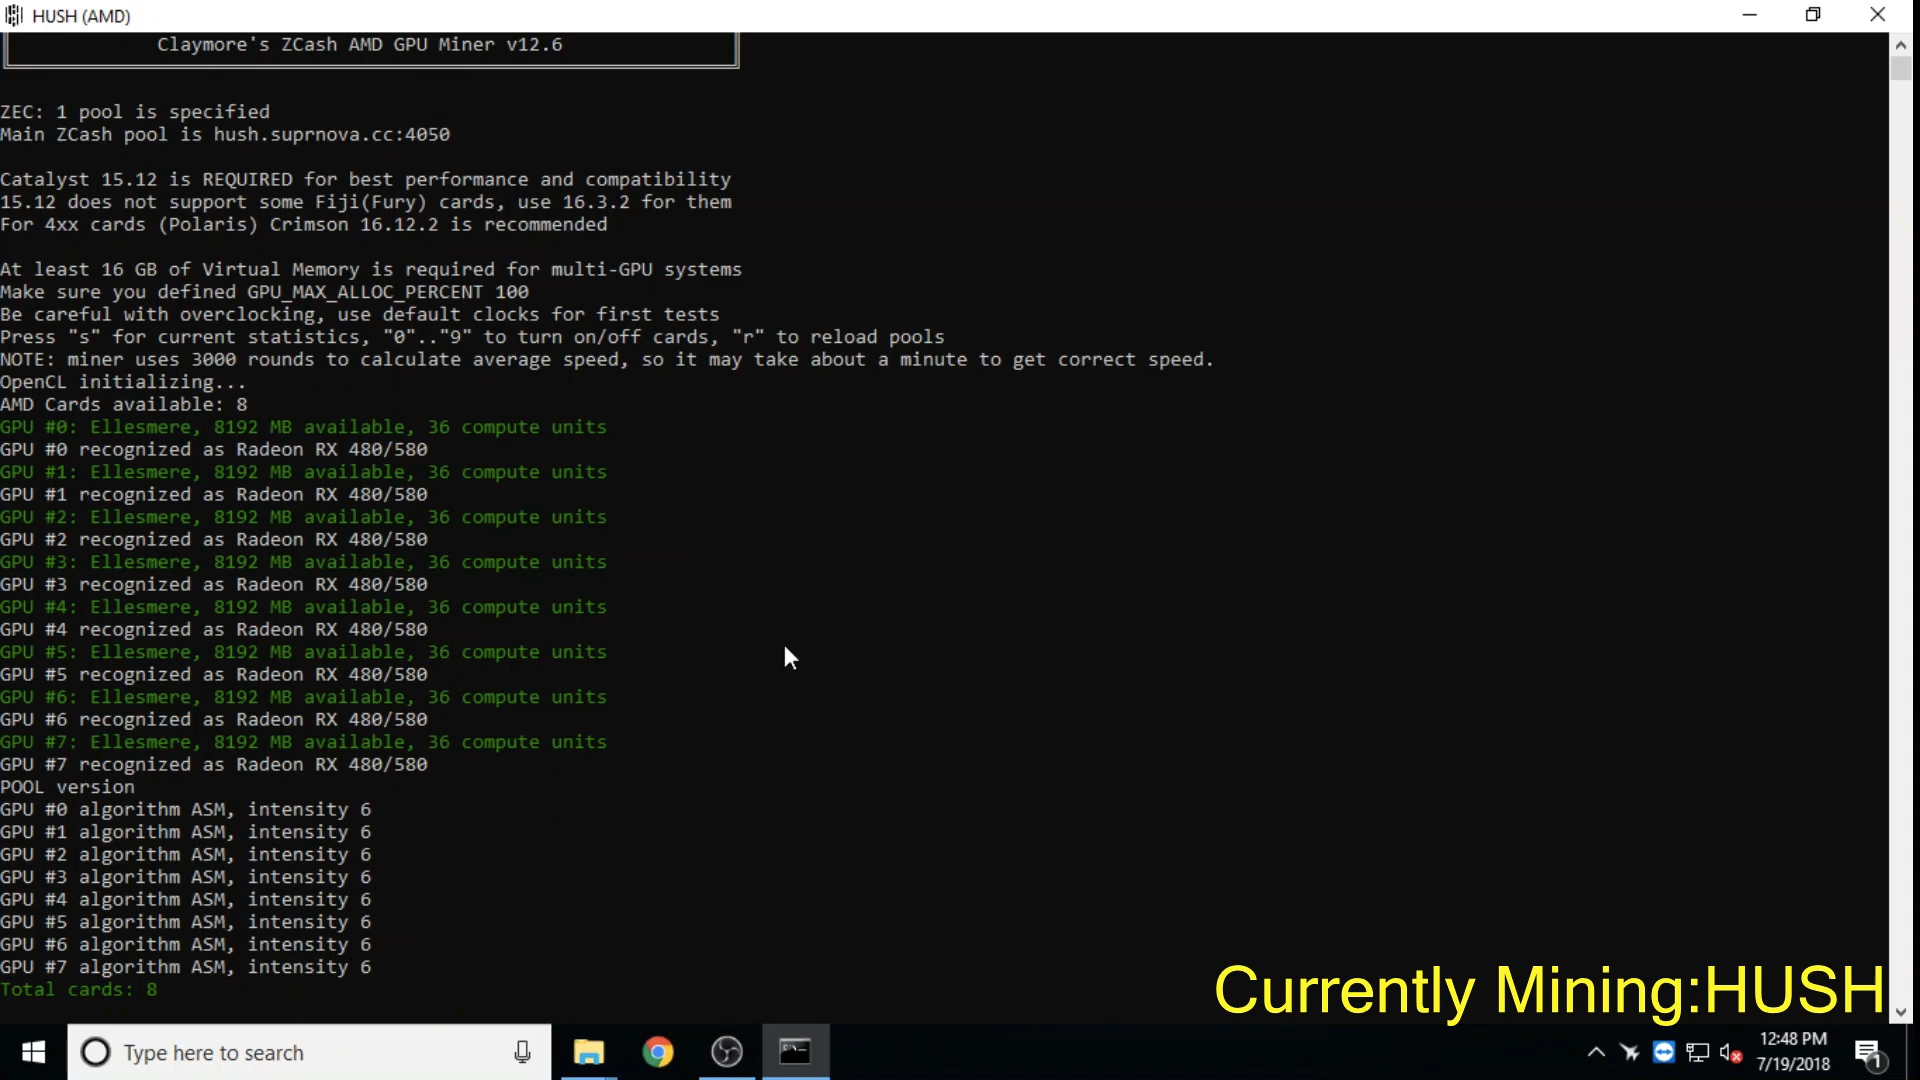 HUSH (AMD)
Claymore's ZCash AMD GPU Miner v12.6
ZEC: 1 pool is specified
Main ZCash pool is hush.suprnova.cc:4050
Catalyst 15.12 is REQUIRED for best performance and compatibility
15.12 does not support some Fiji(Fury) cards, use 16.3.2 for them
For 4xx cards (Polaris) Crimson 16.12.2 is recommended
At least 16 GB of Virtual Memory is required for multi-GPU systems
Make sure you defined GPU_MAX_ALLOC_PERCENT 100
Be careful with overclocking, use default clocks for first tests
Press "s" for current statistics, "0".."9" to turn on/off cards, "r" to reload pools
NOTE: miner uses 3000 rounds to calculate average speed, so it may take about a minute to get correct speed.
OpenCL initializing...
AMD Cards available: 8
GPU #0: Ellesmere, 8192 MB available, 36 compute units
GPU #0 recognized as Radeon RX 480/580
GPU #1: Ellesmere, 8192 MB available, 36 compute units
GPU #1 recognized as Radeon RX 480/580
GPU #2: Ellesmere, 8192 MB available, 36 compute units
GPU #2 recognized as Radeon RX 480/580
GPU #3: Ellesmere, 8192 MB available, 36 compute units
GPU #3 recognized as Radeon RX 480/580
GPU #4: Ellesmere, 8192 MB available, 36 compute units
GPU #4 recognized as Radeon RX 480/580
GPU #5: Ellesmere, 8192 MB available, 36 compute units
GPU #5 recognized as Radeon RX 480/580
GPU #6: Ellesmere, 8192 MB available, 36 compute units
GPU #6 recognized as Radeon RX 480/580
GPU #7: Ellesmere, 8192 MB available, 36 compute units
GPU #7 recognized as Radeon RX 480/580
POOL version
GPU #0 algorithm ASM, intensity 6
GPU #1 algorithm ASM, intensity 6
GPU #2 algorithm ASM, intensity 6
GPU #3 algorithm ASM, intensity 6
GPU #4 algorithm ASM, intensity 6
GPU #5 algorithm ASM, intensity 6
GPU #6 algorithm ASM, intensity 6
GPU #7 algorithm ASM, intensity 6
Total cards: 8
Currently Mining:HUSH
Type here to search
12:48 PM
7/19/2018
1